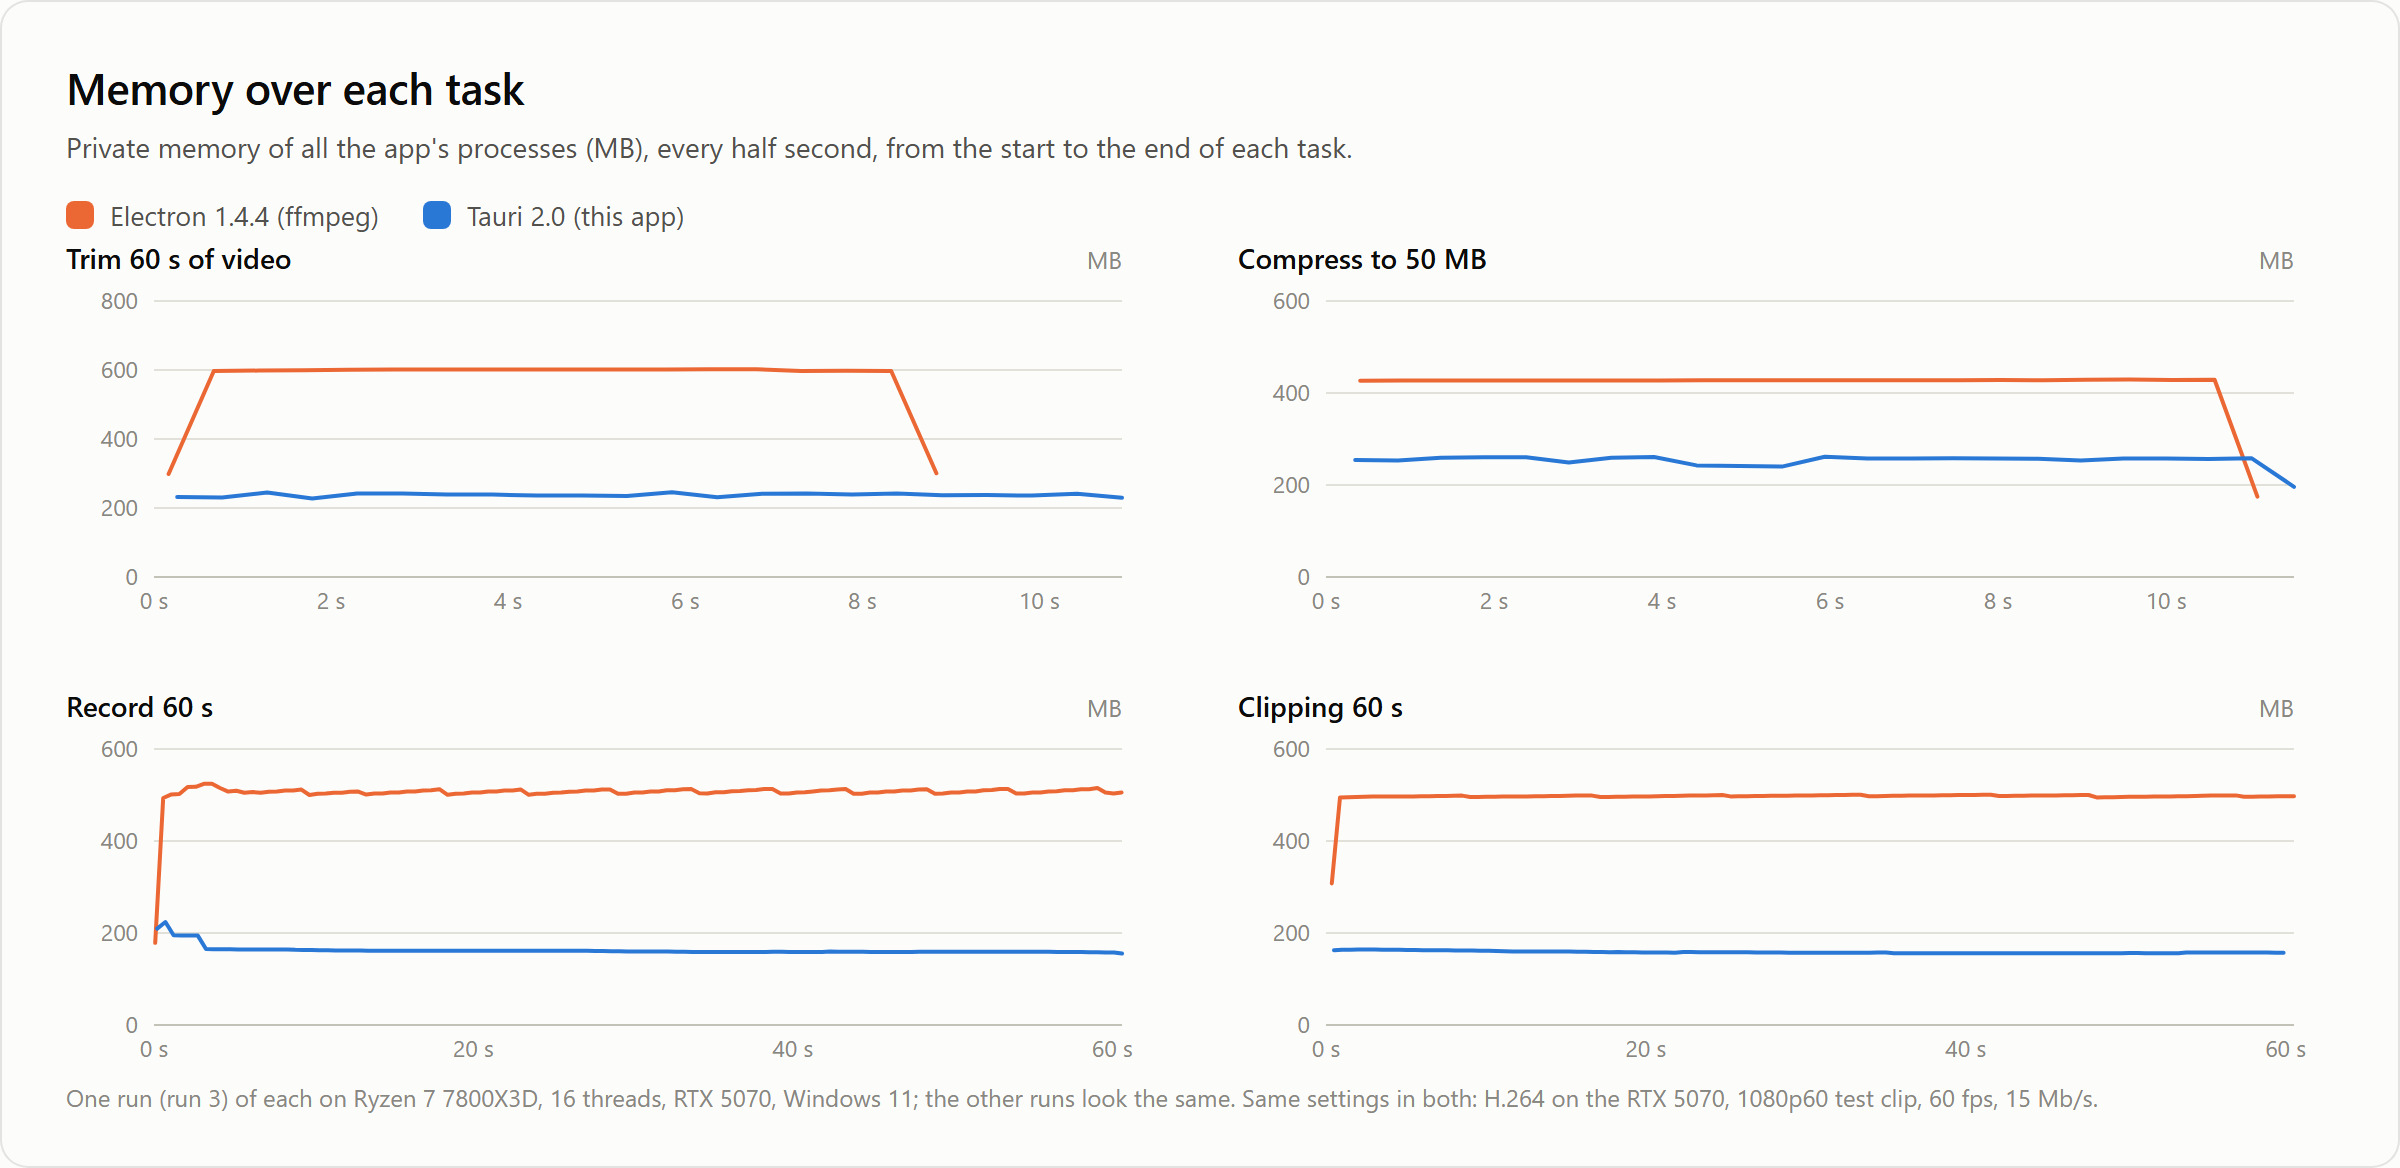 Memory over each task
Private memory of all the app's processes (MB), every half second, from the start to the end of each task.
Electron 1.4.4 (ffmpeg) Tauri 2.0 (this app)
Trim 60 s of video MB
800
600
400
200
0
0 s 2 s 4 s 6 s 8 s 10 s
Compress to 50 MB MB
600
400
200
0
0 s 2 s 4 s 6 s 8 s 10 s
Record 60 s MB
600
400
200
0
0 s 20 s 40 s 60 s
Clipping 60 s MB
600
400
200
0
0 s 20 s 40 s 60 s
One run (run 3) of each on Ryzen 7 7800X3D, 16 threads, RTX 5070, Windows 11; the other runs look the same. Same settings in both: H.264 on the RTX 5070, 1080p60 test clip, 60 fps, 15 Mb/s.